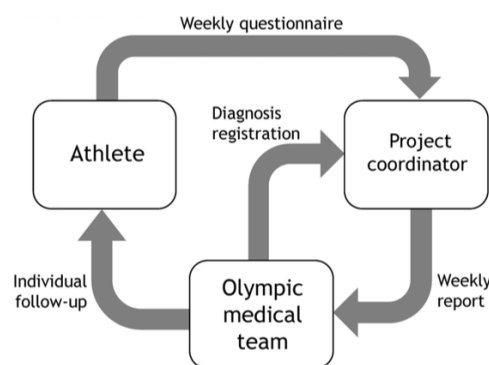 Weekly questionnaire
Diagnosis
registration
Athlete
Project
coordinator
Individual
follow-up
Olympic
medical
team
Weekly
report